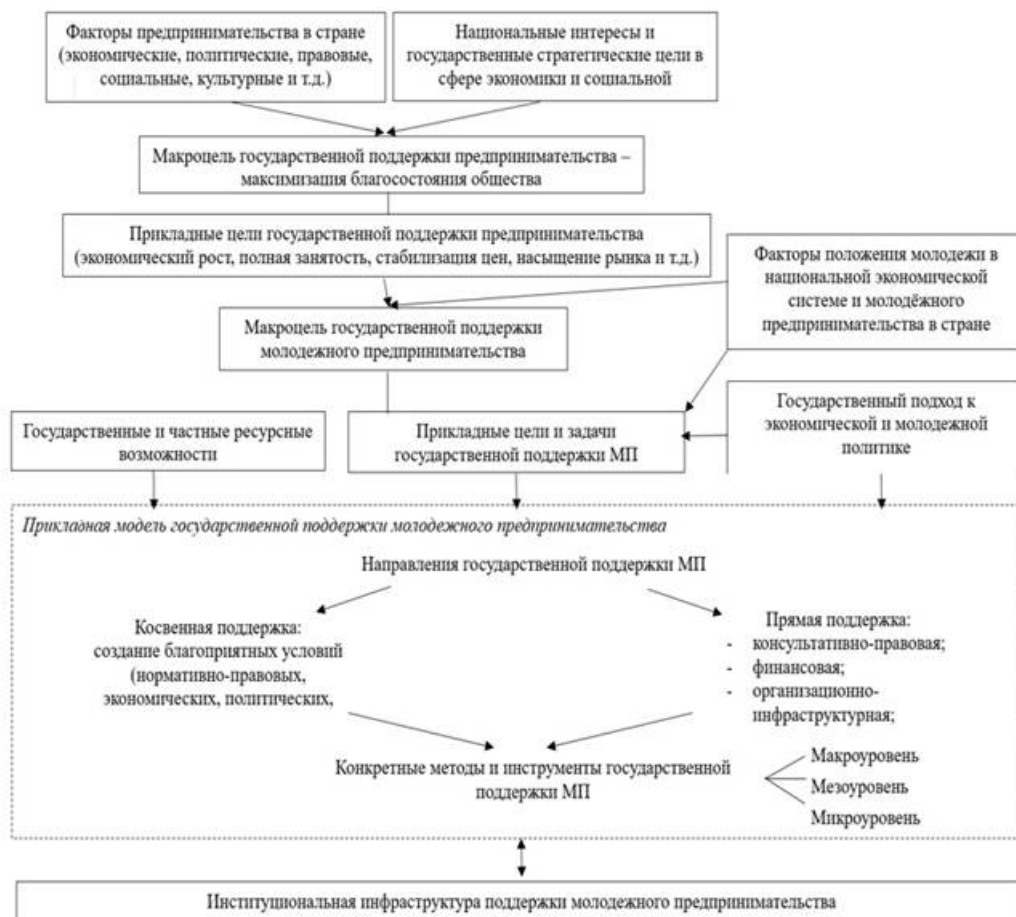 Факторы предпринимательства в стране
(экономические, политические, правовые,
социальные, культурные и т.д.)
Национальные интересы и
государственные стратегические цели в
сфере экономики и социальной
Макроцель государственной поддержки предпринимательства –
максимизация благосостояния общества
Прикладные цели государственной поддержки предпринимательства
(экономический рост, полная занятость, стабилизация цен, насыщение рынка и т.д.)
Факторы положения молодежи в
национальной экономической
системе и молодёжного
предпринимательства в стране
Макроцель государственной поддержки
молодежного предпринимательства
Государственные и частные ресурсные
возможности
Прикладные цели и задачи
государственной поддержки МП
Государственный подход к
экономической и молодежной
политике
Прикладная модель государственной поддержки молодежного предпринимательства
Направления государственной поддержки МП
Косвенная поддержка:
создание благоприятных условий
(нормативно-правовых,
экономических, политических,
Прямая поддержка:
- консультативно-правовая;
- финансовая;
- организационно-
инфраструктурная;
Конкретные методы и инструменты государственной
поддержки МП
Макроуровень
Мезоуровень
Микроуровень
Институциональная инфраструктура поддержки молодежного предпринимательства